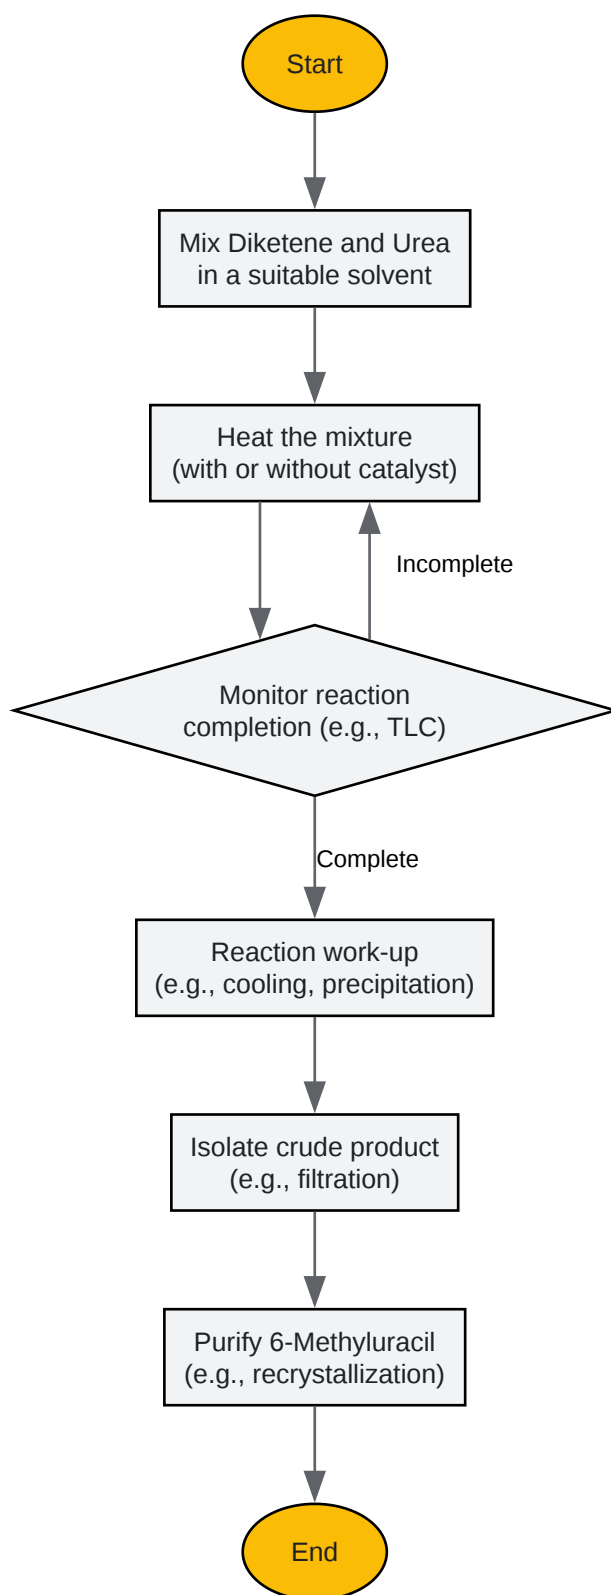 Start
Mix Diketene and Urea
in a suitable solvent
Heat the mixture
(with or without catalyst)
Incomplete
Monitor reaction
completion (e.g., TLC)
Complete
Reaction work-up
(e.g., cooling, precipitation)
Isolate crude product
(e.g., filtration)
Purify 6-Methyluracil
(e.g., recrystallization)
End